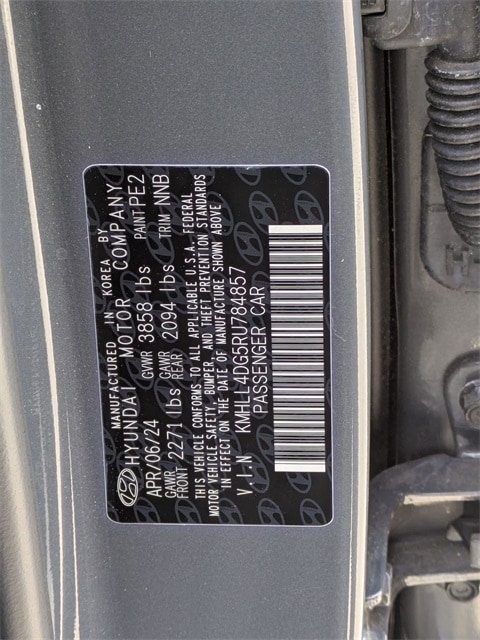 MANUFACTURED IN KOREA BY
HYUNDAI MOTOR COMPANY
APR/06/24 GVWR 3858 lbs PAINT PE2
GAWR FRONT 2271 lbs GAWR REAR 2094 lbs TRIM NNB
THIS VEHICLE CONFORMS TO ALL APPLICABLE U.S.A. FEDERAL
MOTOR VEHICLE SAFETY, BUMPER, AND THEFT PREVENTION STANDARDS
IN EFFECT ON THE DATE OF MANUFACTURE SHOWN ABOVE
V.I.N KMHLL4DG5RU784857
PASSENGER CAR